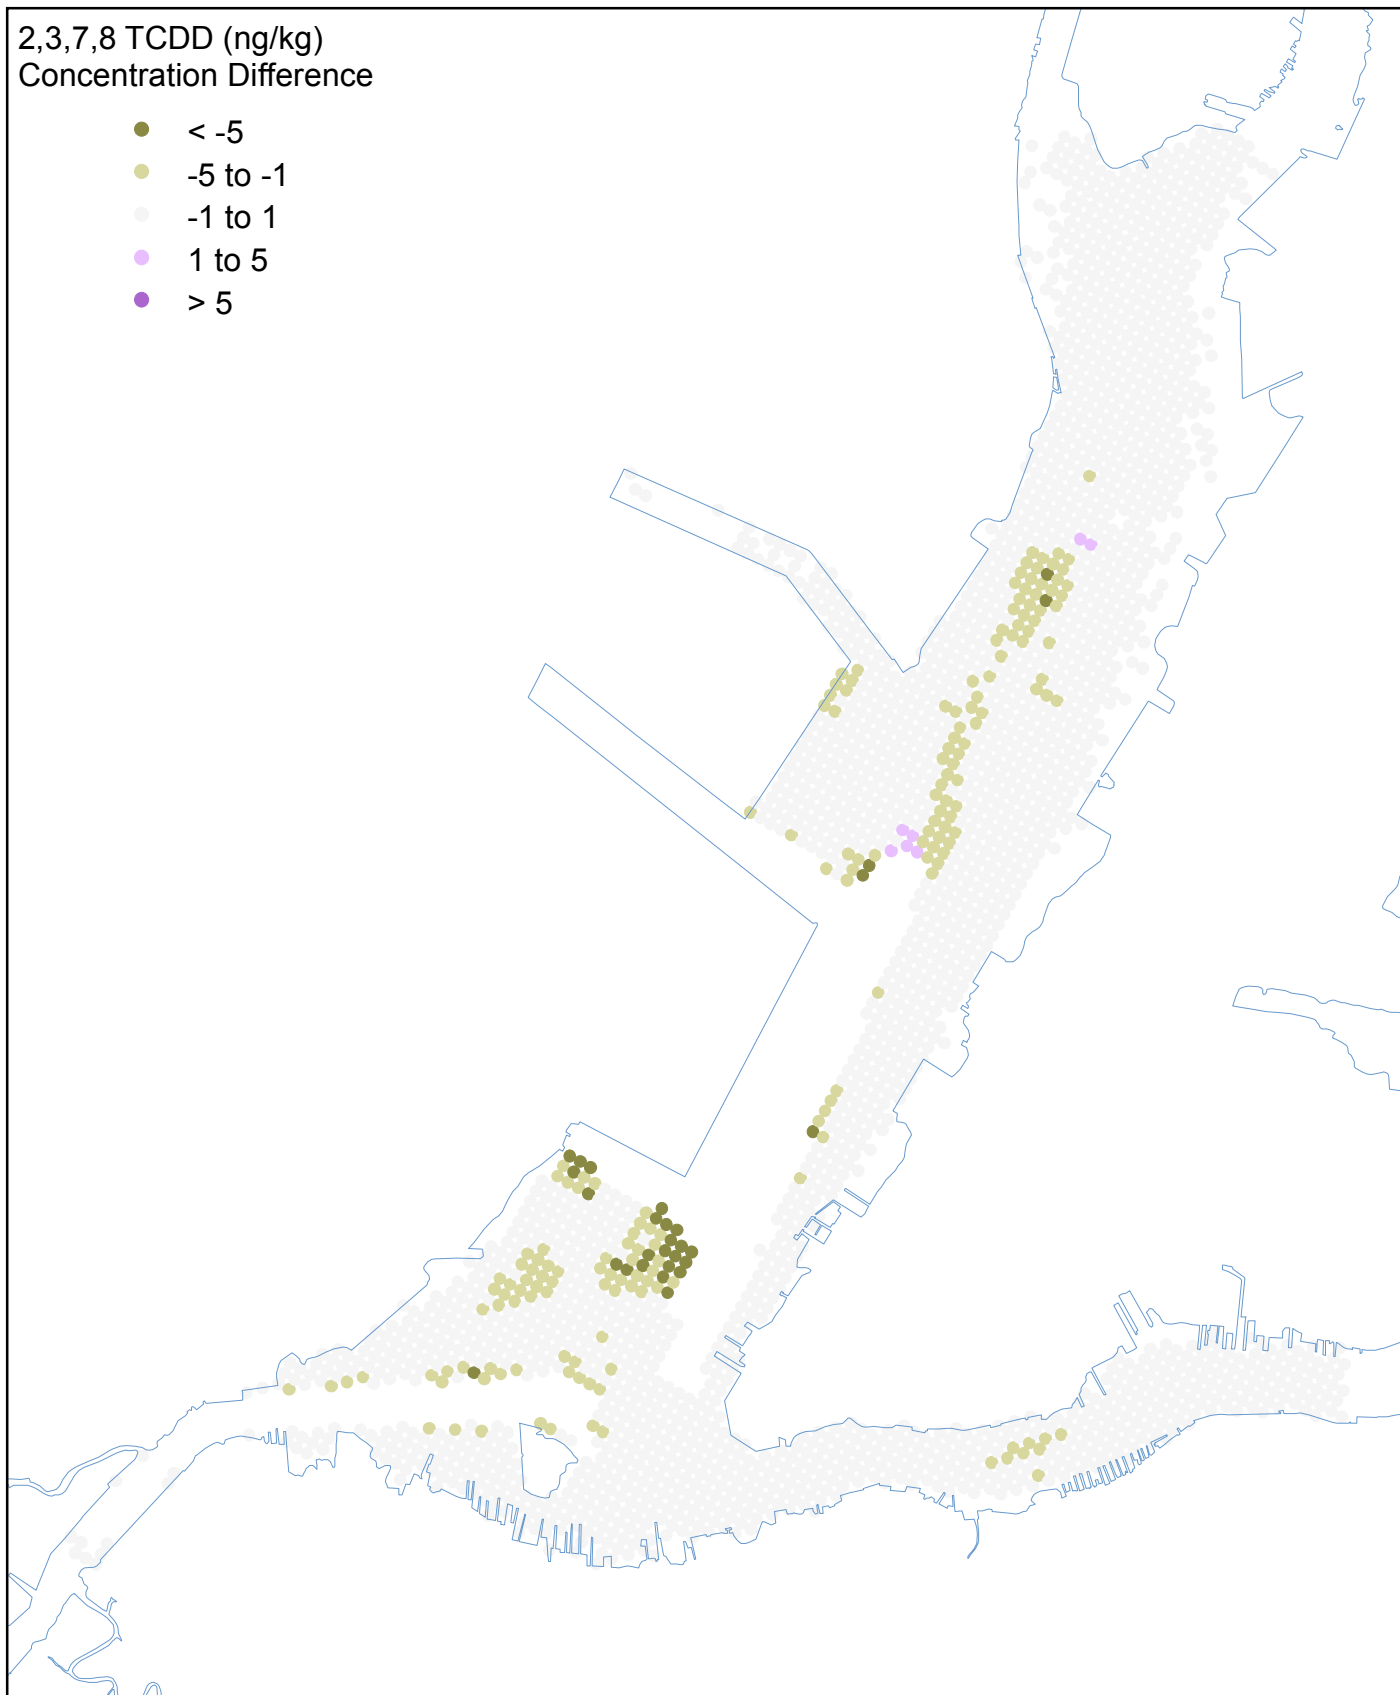 2,3,7,8 TCDD (ng/kg)
Concentration Difference
< -5
-5 to -1
-1 to 1
1 to 5
> 5